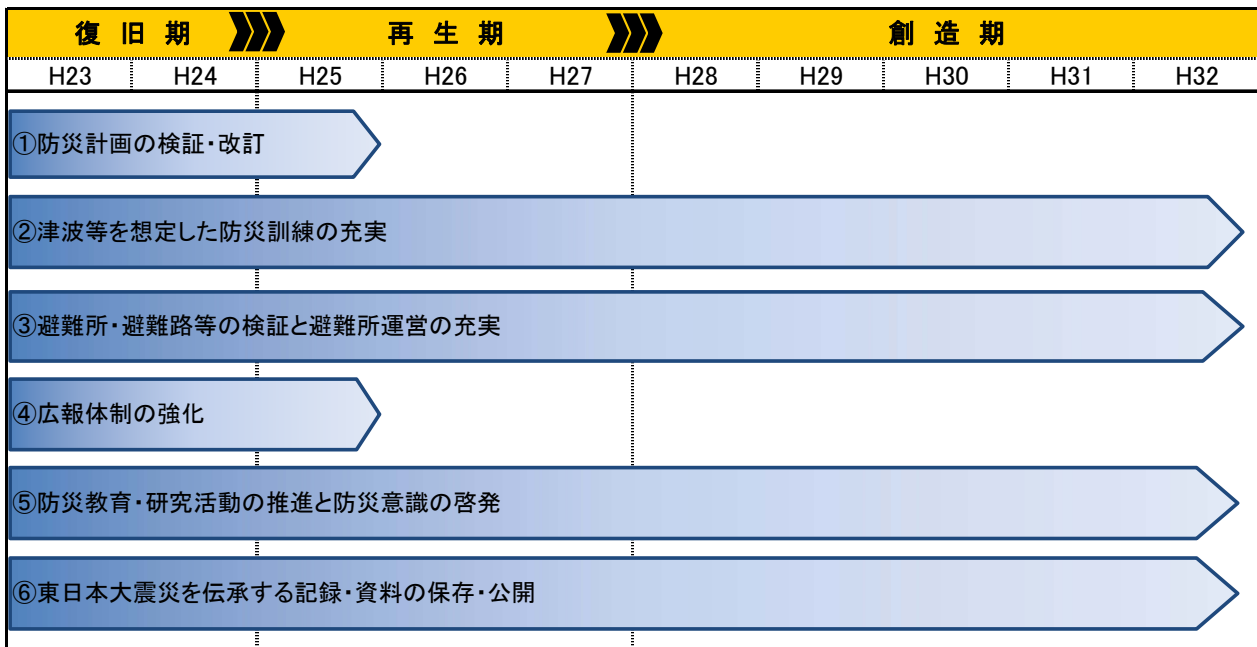 復旧期 再生期 創造期
H23 H24 H25 H26 H27 H28 H29 H30 H31 H32
①防災計画の検証・改訂
②津波等を想定した防災訓練の充実
③避難所・避難路等の検証と避難所運営の充実
④広報体制の強化
⑤防災教育・研究活動の推進と防災意識の啓発
⑥東日本大震災を伝承する記録・資料の保存・公開